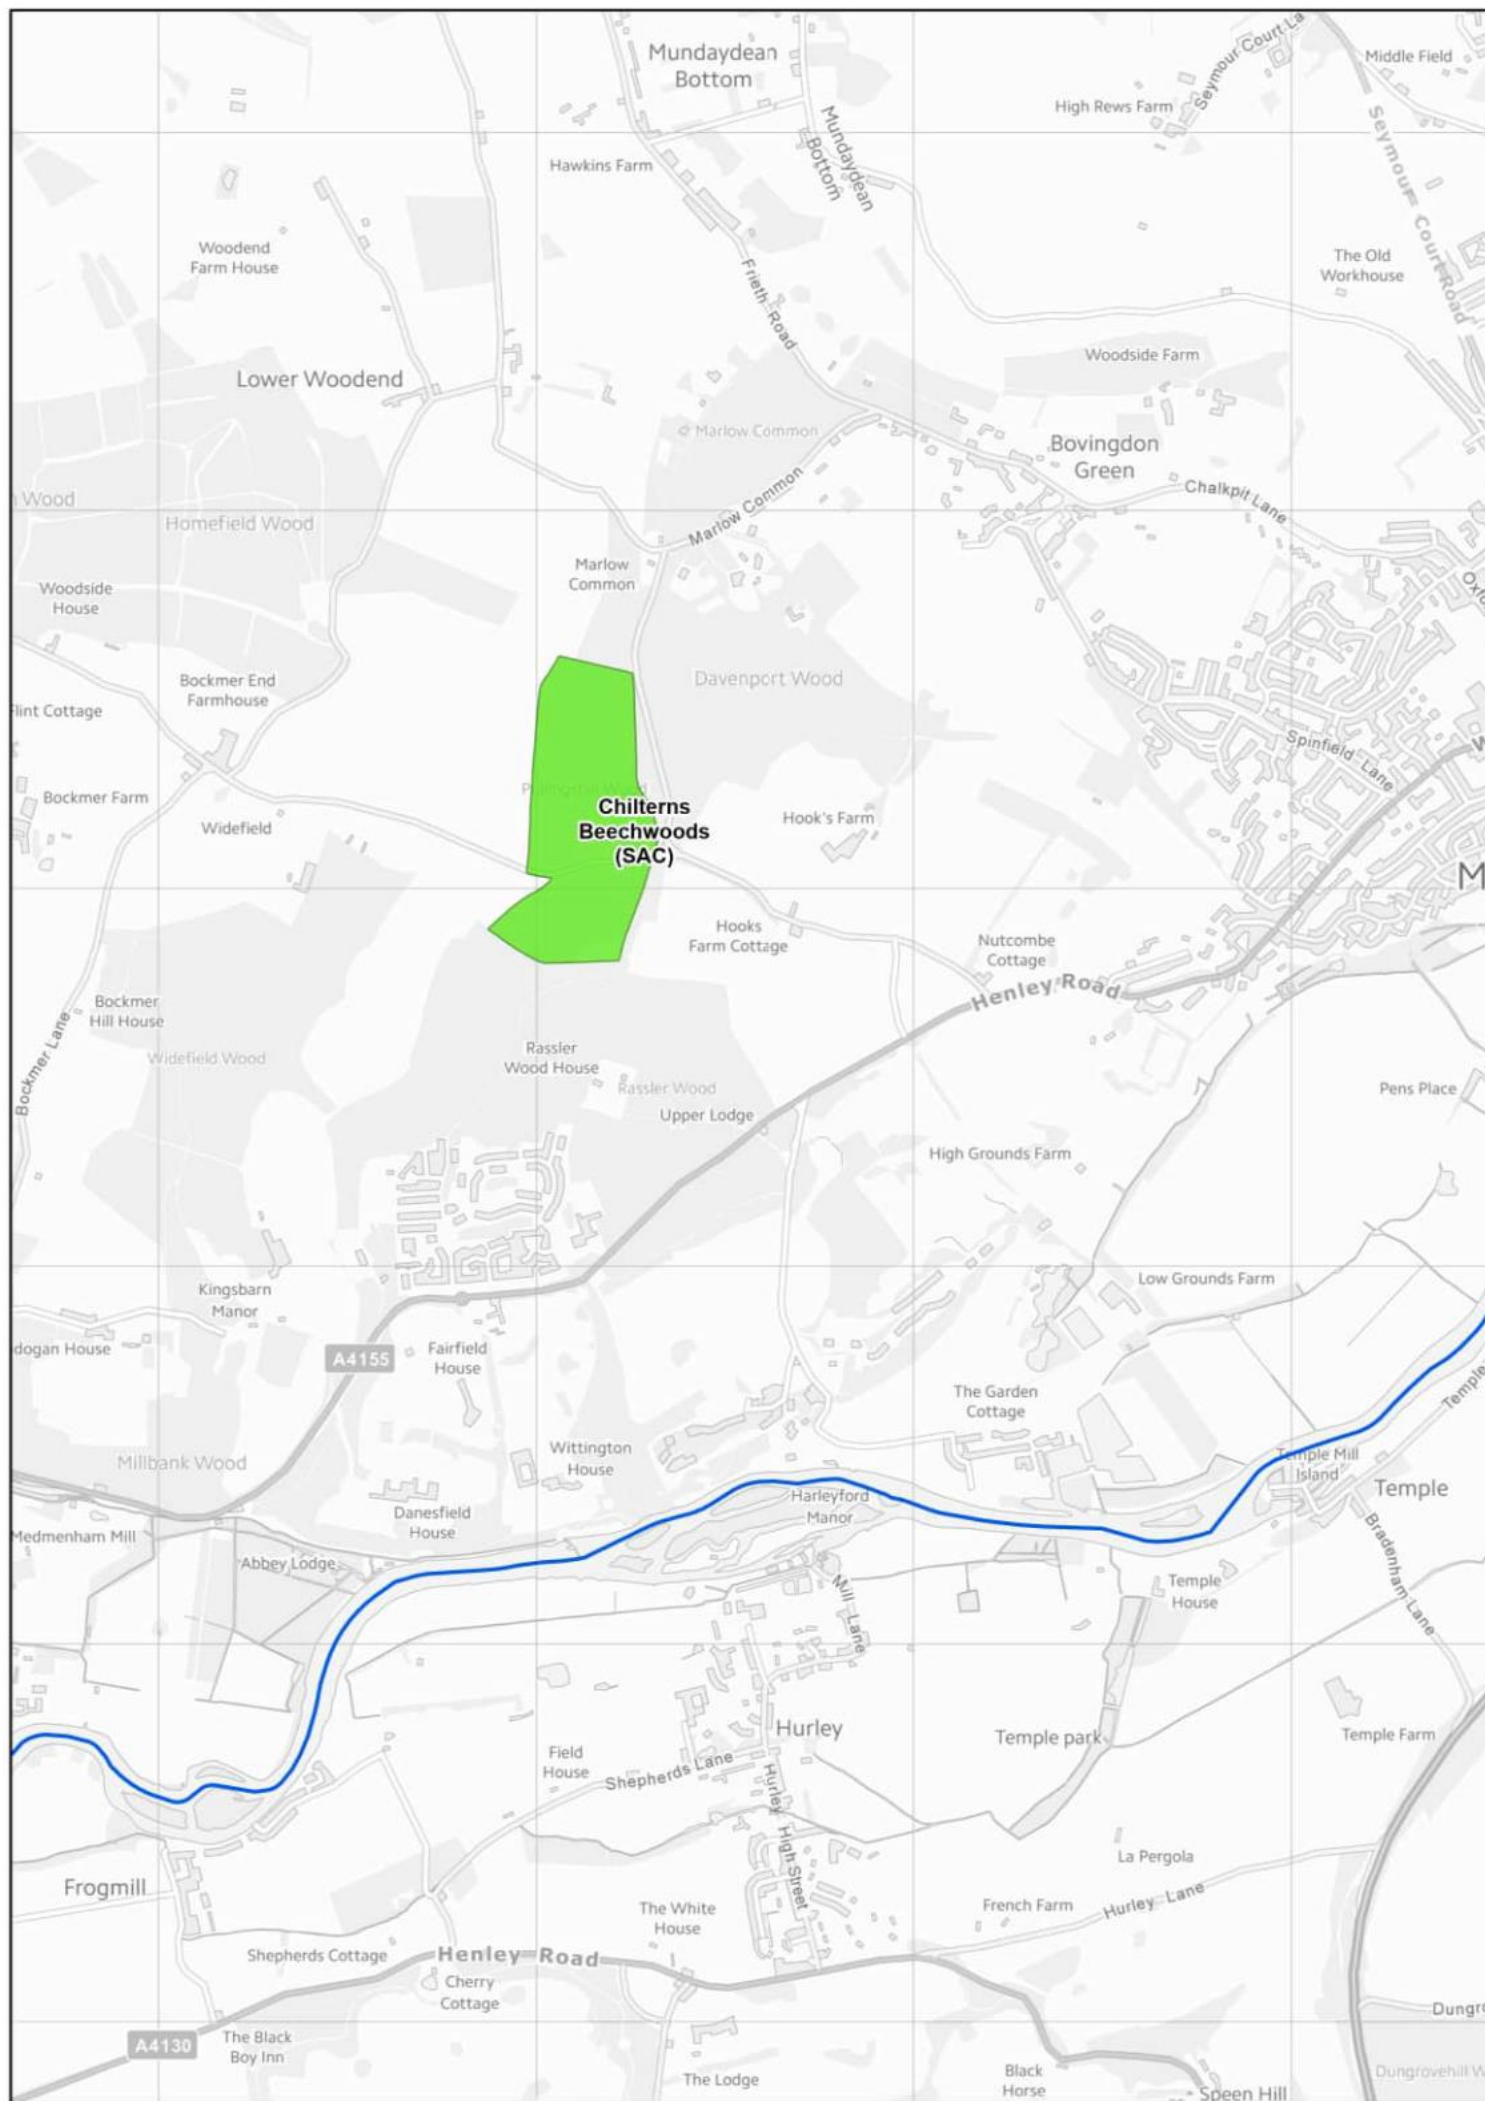 Mundaydean
Bottom
Seymour Court La
Middle Field
High Rews Farm
Mundaydean
Bottom
Hawkins Farm
Seymour Court Road
Woodend
Farm House
The Old
Workhouse
Frieth Road
Woodside Farm
Lower Woodend
Marlow Common
Bovingdon
Green
Chalkpit Lane
Wood
Homefield Wood
Marlow Common
Marlow
Common
Woodside
House
Davenport Wood
Bockmer End
Farmhouse
lint Cottage
Spinfield Lane
W
Bockmer Farm
Widefield
Chilterns
Beechwoods
(SAC)
Hook's Farm
M
Hooks
Farm Cottage
Nutcombe
Cottage
Henley Road
Bockmer
Hill House
Bockmer Lane
Widefield Wood
Rassler
Wood House
Rassler Wood
Upper Lodge
Pens Place
High Grounds Farm
Low Grounds Farm
Kingsbarn
Manor
dogan House
A4155
Fairfield
House
The Garden
Cottage
Temple
Millbank Wood
Wittington
House
Temple Mill
Island
Temple
Danesfield
House
Harleyford
Manor
Medmenham Mill
Abbey Lodge
Mill Lane
Temple
House
Bradenham Lane
Hurley
Temple park
Temple Farm
Field
House
Shepherds Lane
Hurley High Street
La Pergola
Frogmill
The White
House
French Farm
Hurley Lane
Shepherds Cottage
Henley Road
Cherry
Cottage
Dungr
A4130
The Black
Boy Inn
The Lodge
Black
Horse
Dungrovehill W
Speen Hill